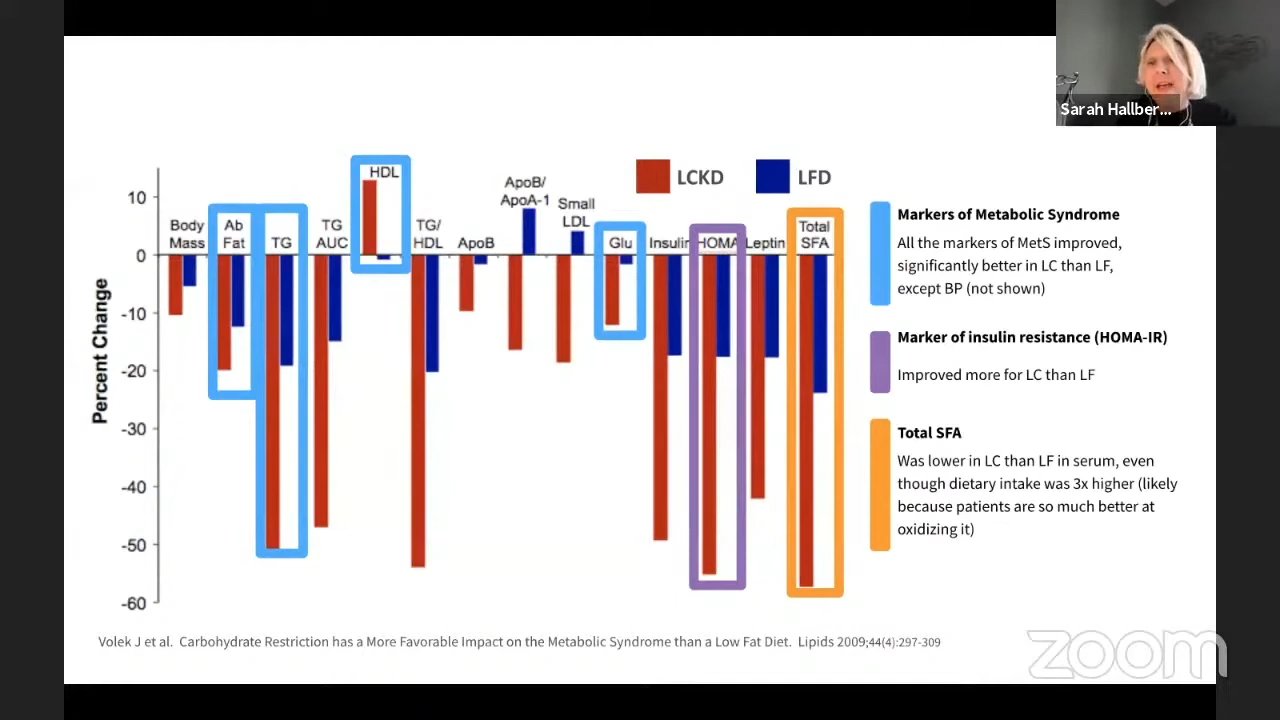 Sarah Hallber...
LCKD
LFD
HDL
ApoB/
ApoA-1
Small
LDL
Body
Mass
Ab
Fat
TG
TG
AUC
TG/
HDL
ApoB
Glu
Insulin
HOMA
Leptin
Total
SFA
10
0
-10
-20
-30
-40
-50
-60
Percent Change
Markers of Metabolic Syndrome
All the markers of MetS improved,
significantly better in LC than LF,
except BP (not shown)
Marker of insulin resistance (HOMA-IR)
Improved more for LC than LF
Total SFA
Was lower in LC than LF in serum, even
though dietary intake was 3x higher (likely
because patients are so much better at
oxidizing it)
Volek J et al. Carbohydrate Restriction has a More Favorable Impact on the Metabolic Syndrome than a Low Fat Diet. Lipids 2009;44(4):297-309
zoom